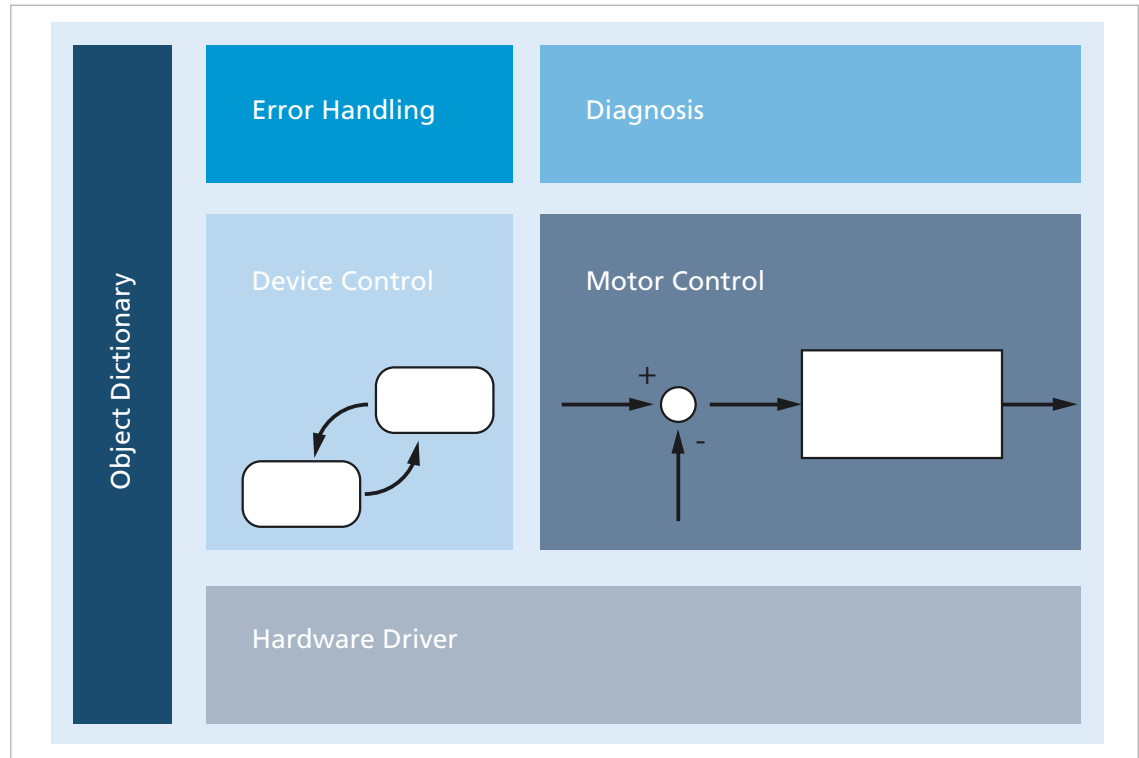 Object Dictionary
Error Handling
Diagnosis
Device Control
Motor Control
+
-
Hardware Driver